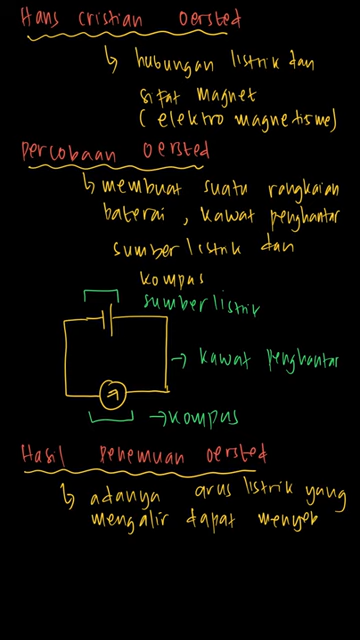 Hans Cristian Oersted
hubungan listrik dan
sifat magnet
(elektro magnetisme)
Percobaan Oersted
membuat suatu rangkaian
baterai, kawat penghantar
sumber listrik dan
kompas
sumber listrik
kawat penghantar
kompas
Hasil Penemuan Oersted
adanya arus listrik yang
mengalir dapat menyeb